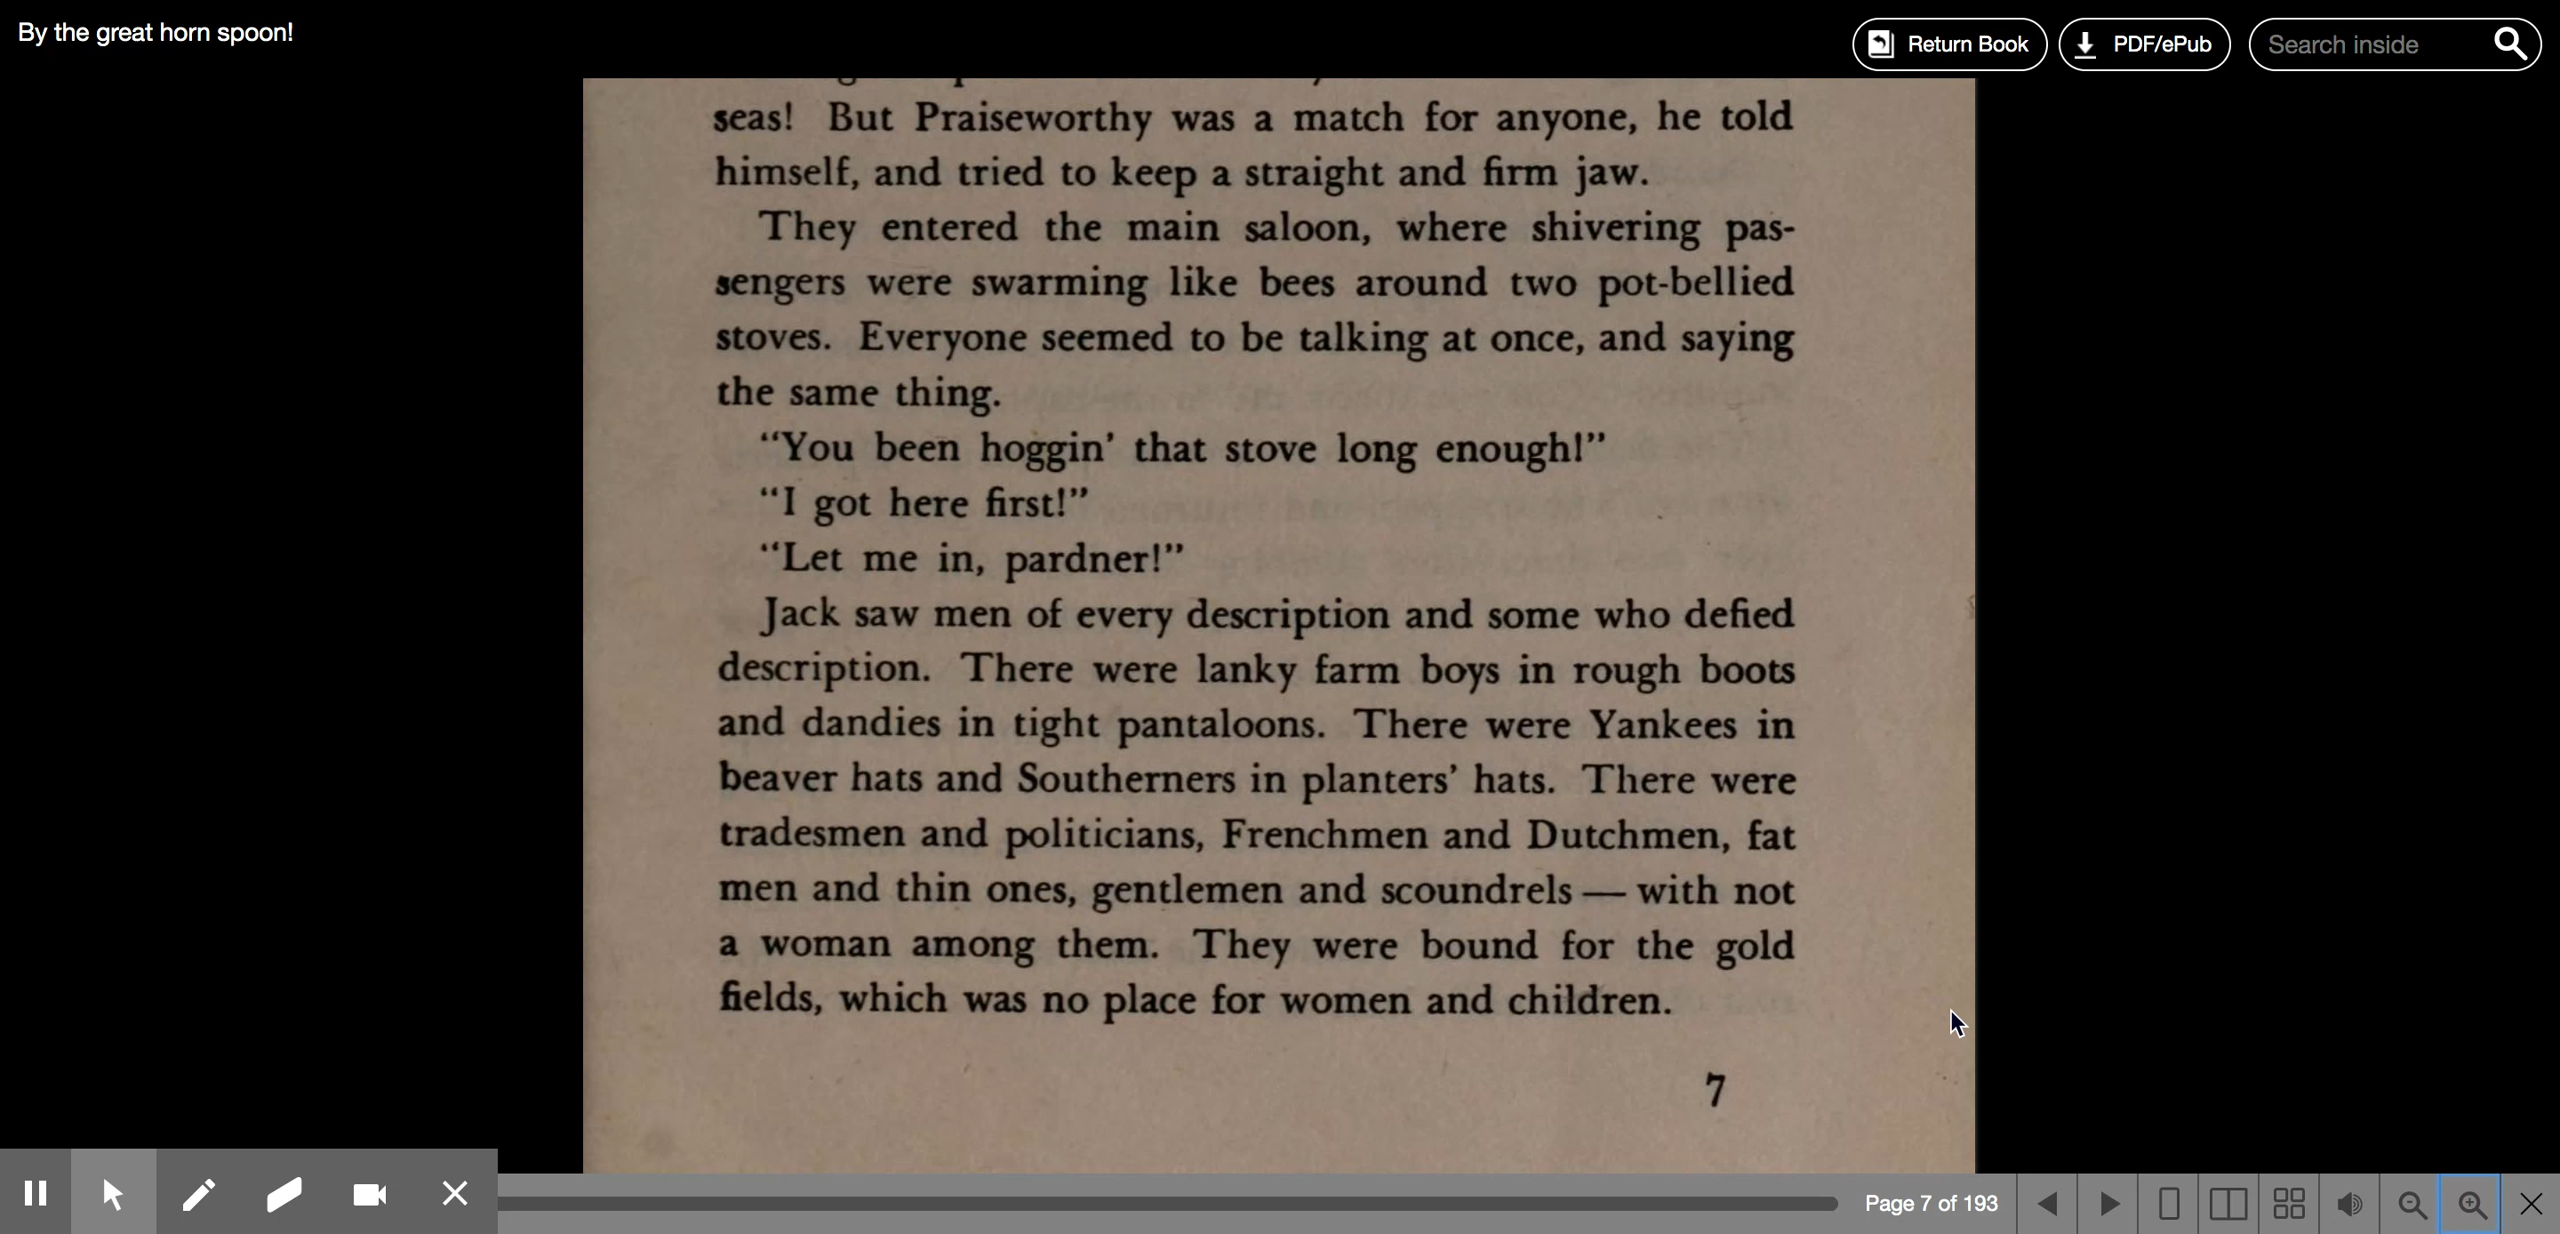 By the great horn spoon!
Return Book
PDF/ePub
Search inside
seas! But Praiseworthy was a match for anyone, he told
himself, and tried to keep a straight and firm jaw.
They entered the main saloon, where shivering pas-
sengers were swarming like bees around two pot-bellied
stoves. Everyone seemed to be talking at once, and saying
the same thing.
“You been hoggin’ that stove long enough!”
“I got here first!”
“Let me in, pardner!”
Jack saw men of every description and some who defied
description. There were lanky farm boys in rough boots
and dandies in tight pantaloons. There were Yankees in
beaver hats and Southerners in planters’ hats. There were
tradesmen and politicians, Frenchmen and Dutchmen, fat
men and thin ones, gentlemen and scoundrels — with not
a woman among them. They were bound for the gold
fields, which was no place for women and children.
7
Page 7 of 193